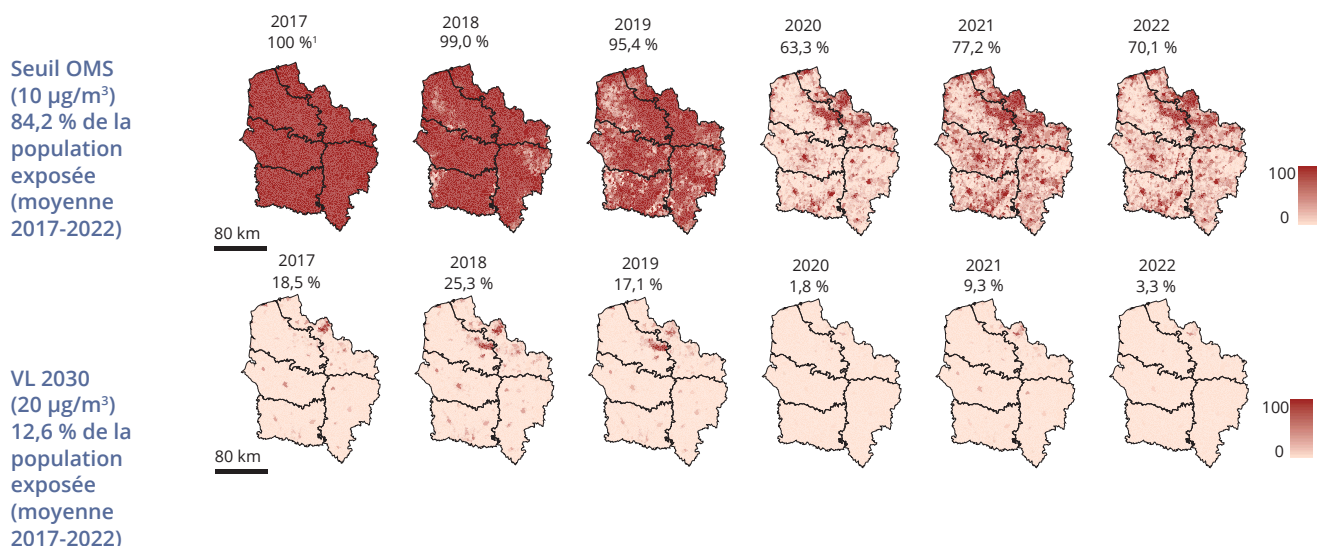 2017
100 %¹
2018
99,0 %
2019
95,4 %
2020
63,3 %
2021
77,2 %
2022
70,1 %
Seuil OMS
(10 µg/m³)
84,2 % de la
population
exposée
(moyenne
2017-2022)
100
0
80 km
2017
18,5 %
2018
25,3 %
2019
17,1 %
2020
1,8 %
2021
9,3 %
2022
3,3 %
VL 2030
(20 µg/m³)
12,6 % de la
population
exposée
(moyenne
2017-2022)
100
0
80 km